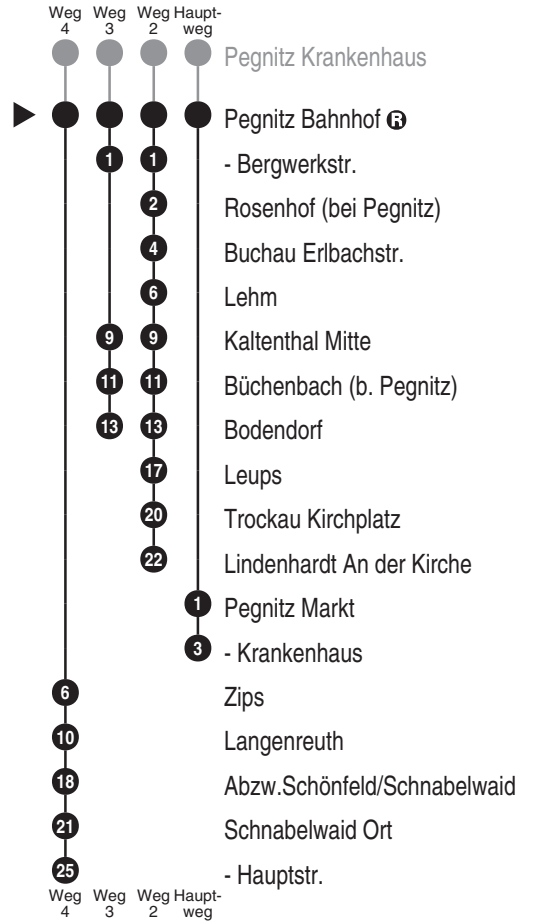 Weg Weg Weg Haupt-
4 3 2 weg
Pegnitz Krankenhaus
Pegnitz Bahnhof R
1 1 - Bergwerkstr.
2 Rosenhof (bei Pegnitz)
4 Buchau Erlbachstr.
6 Lehm
9 9 Kaltenthal Mitte
11 11 Büchenbach (b. Pegnitz)
13 13 Bodendorf
17 Leups
20 Trockau Kirchplatz
22 Lindenhardt An der Kirche
1 Pegnitz Markt
3 - Krankenhaus
6 Zips
10 Langenreuth
18 Abzw.Schönfeld/Schnabelwaid
21 Schnabelwaid Ort
25 - Hauptstr.
Weg Weg Weg Haupt-
4 3 2 weg